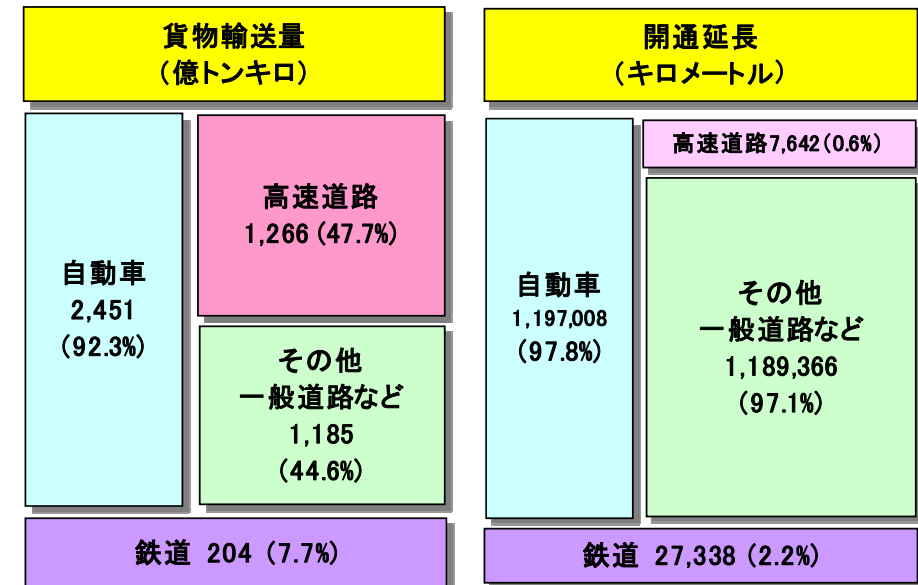 貨物輸送量
（億トンキロ）
自動車
2,451
（92.3%）
高速道路
1,266（47.7%）
その他
一般道路など
1,185
（44.6%）
鉄道 204（7.7%）
開通延長
（キロメートル）
自動車
1,197,008
（97.8%）
高速道路7,642（0.6%）
その他
一般道路など
1,189,366
（97.1%）
鉄道 27,338（2.2%）